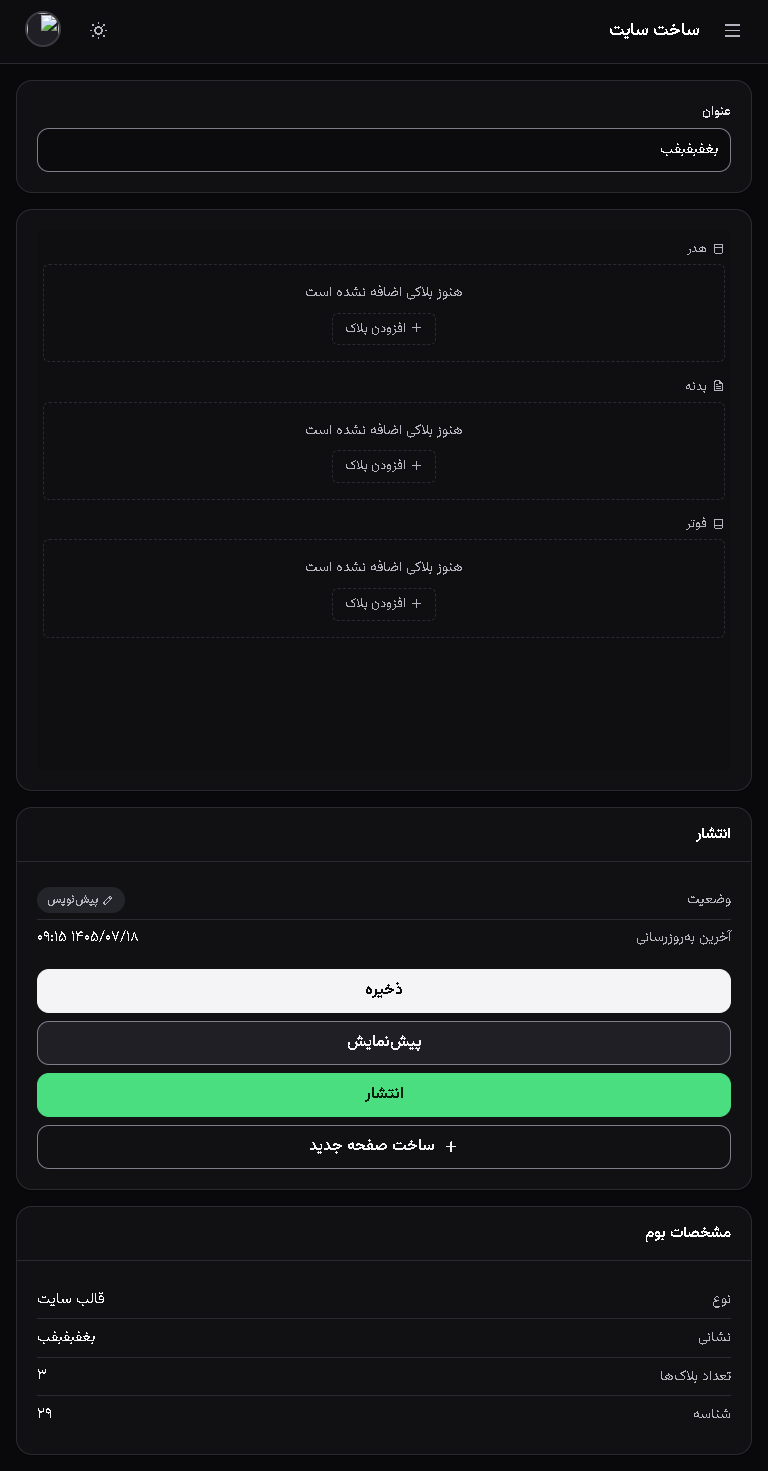 ساخت سایت
عنوان
بغفبفبفب
هدر
هنوز بلاکی اضافه نشده است
افزودن بلاک
بدنه
هنوز بلاکی اضافه نشده است
افزودن بلاک
فوتر
هنوز بلاکی اضافه نشده است
افزودن بلاک
انتشار
وضعیت پیش‌نویس
آخرین به‌روزرسانی ۱۴۰۵/۰۷/۱۸ ۰۹:۱۵
ذخیره
پیش‌نمایش
انتشار
ساخت صفحه جدید
مشخصات بوم
نوع قالب سایت
نشانی بغفبفبفب
تعداد بلاک‌ها ۳
شناسه ۲۹